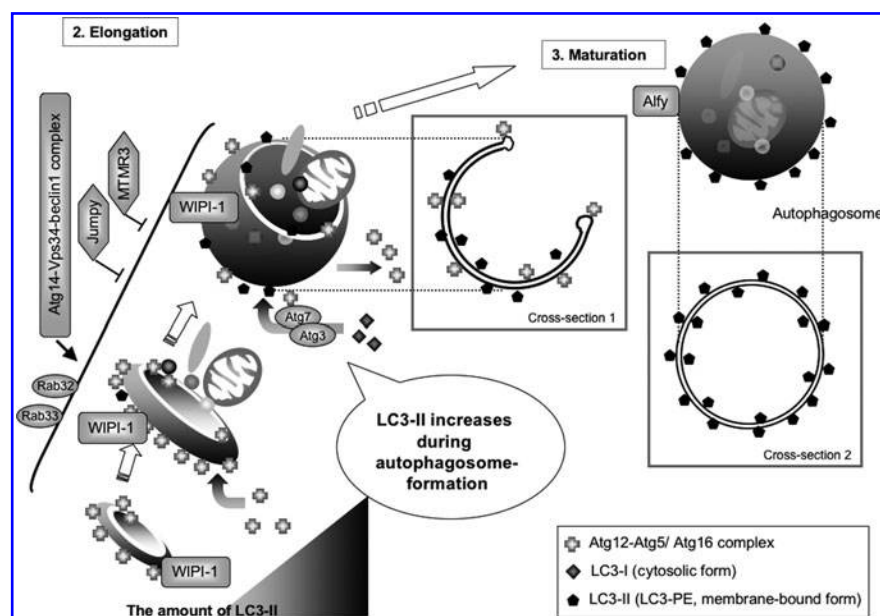 2. Elongation
3. Maturation
Alfy
Atg14-Vps34-beclin1 complex
MTMR3
Jumpy
WIPI-1
Autophagosome
Atg7
Atg3
Cross-section 1
Rab32
Rab33
WIPI-1
LC3-II increases
during
autophagosome-
formation
Cross-section 2
WIPI-1
The amount of LC3-II
Atg12-Atg5/ Atg16 complex
LC3-I (cytosolic form)
LC3-II (LC3-PE, membrane-bound form)